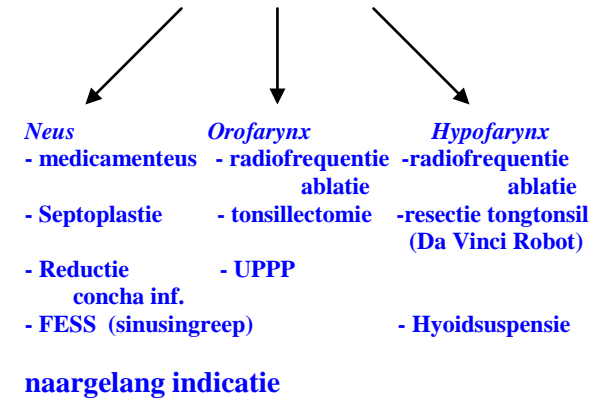 Neus Orofarynx Hypofarynx
- medicamenteus - radiofrequentie -radiofrequentie
ablatie ablatie
- Septoplastie - tonsillectomie -resectie tongtonsil
(Da Vinci Robot)
- Reductie - UPPP
concha inf.
- FESS (sinusingreep) - Hyoidsuspensie
naargelang indicatie